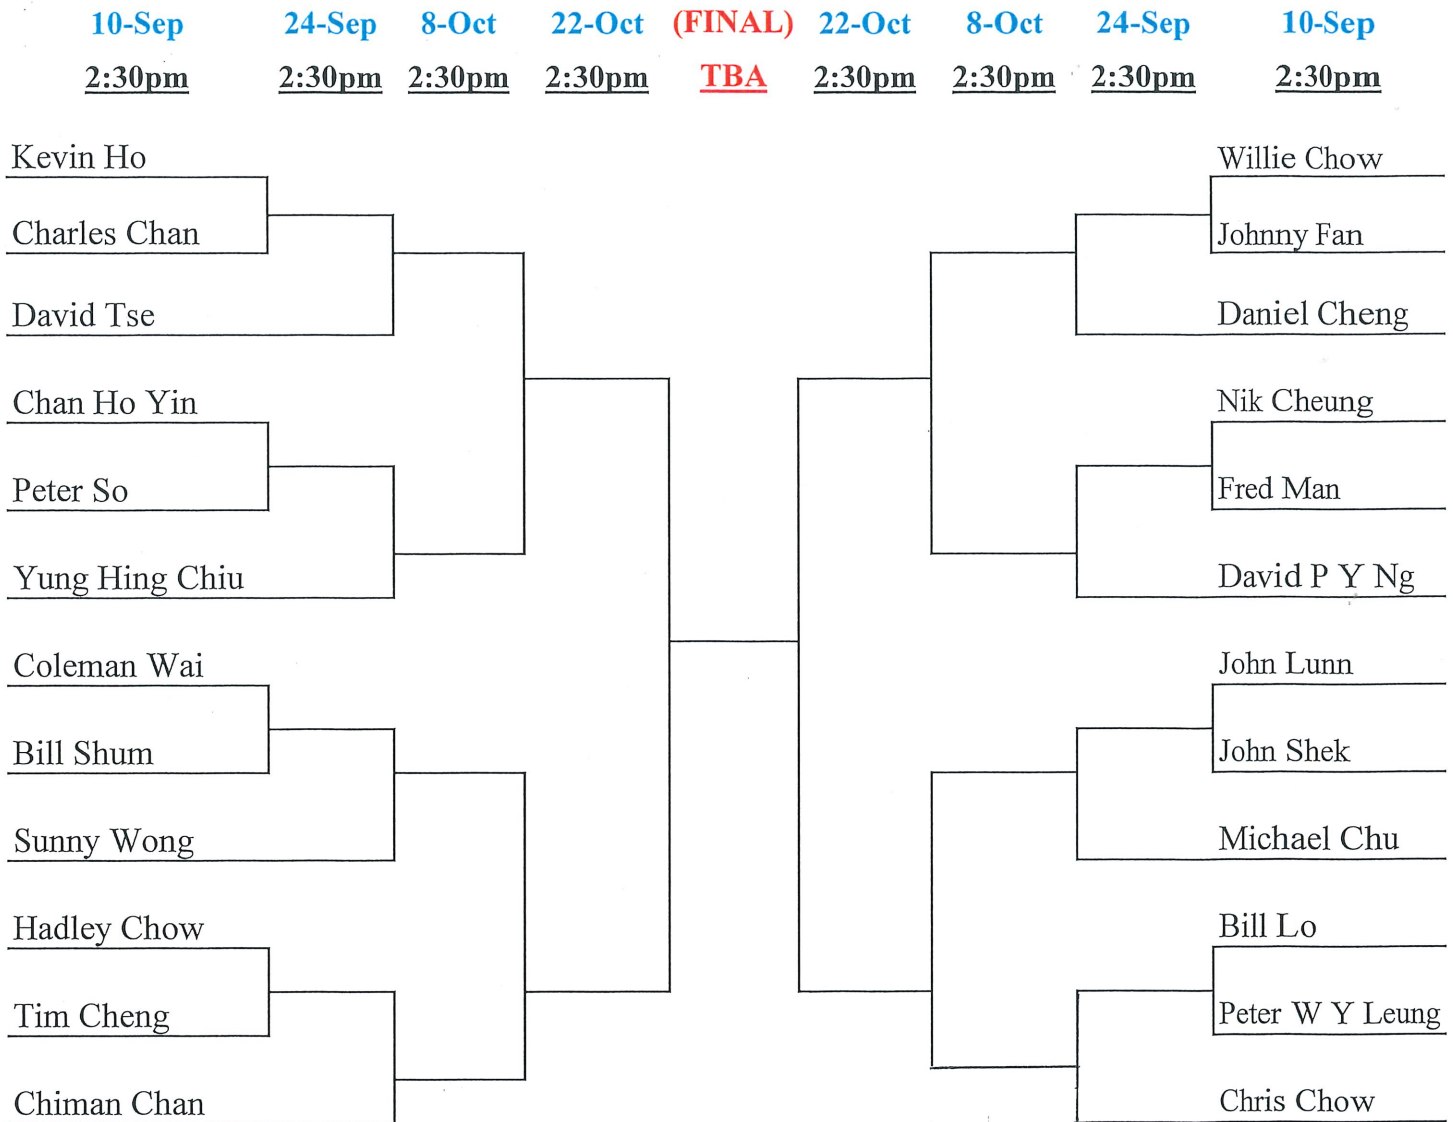 10-Sep 24-Sep 8-Oct 22-Oct (FINAL) 22-Oct 8-Oct 24-Sep 10-Sep
2:30pm 2:30pm 2:30pm 2:30pm TBA 2:30pm 2:30pm 2:30pm 2:30pm
Kevin Ho
Charles Chan
David Tse
Chan Ho Yin
Peter So
Yung Hing Chiu
Coleman Wai
Bill Shum
Sunny Wong
Hadley Chow
Tim Cheng
Chiman Chan
Willie Chow
Johnny Fan
Daniel Cheng
Nik Cheung
Fred Man
David P Y Ng
John Lunn
John Shek
Michael Chu
Bill Lo
Peter W Y Leung
Chris Chow